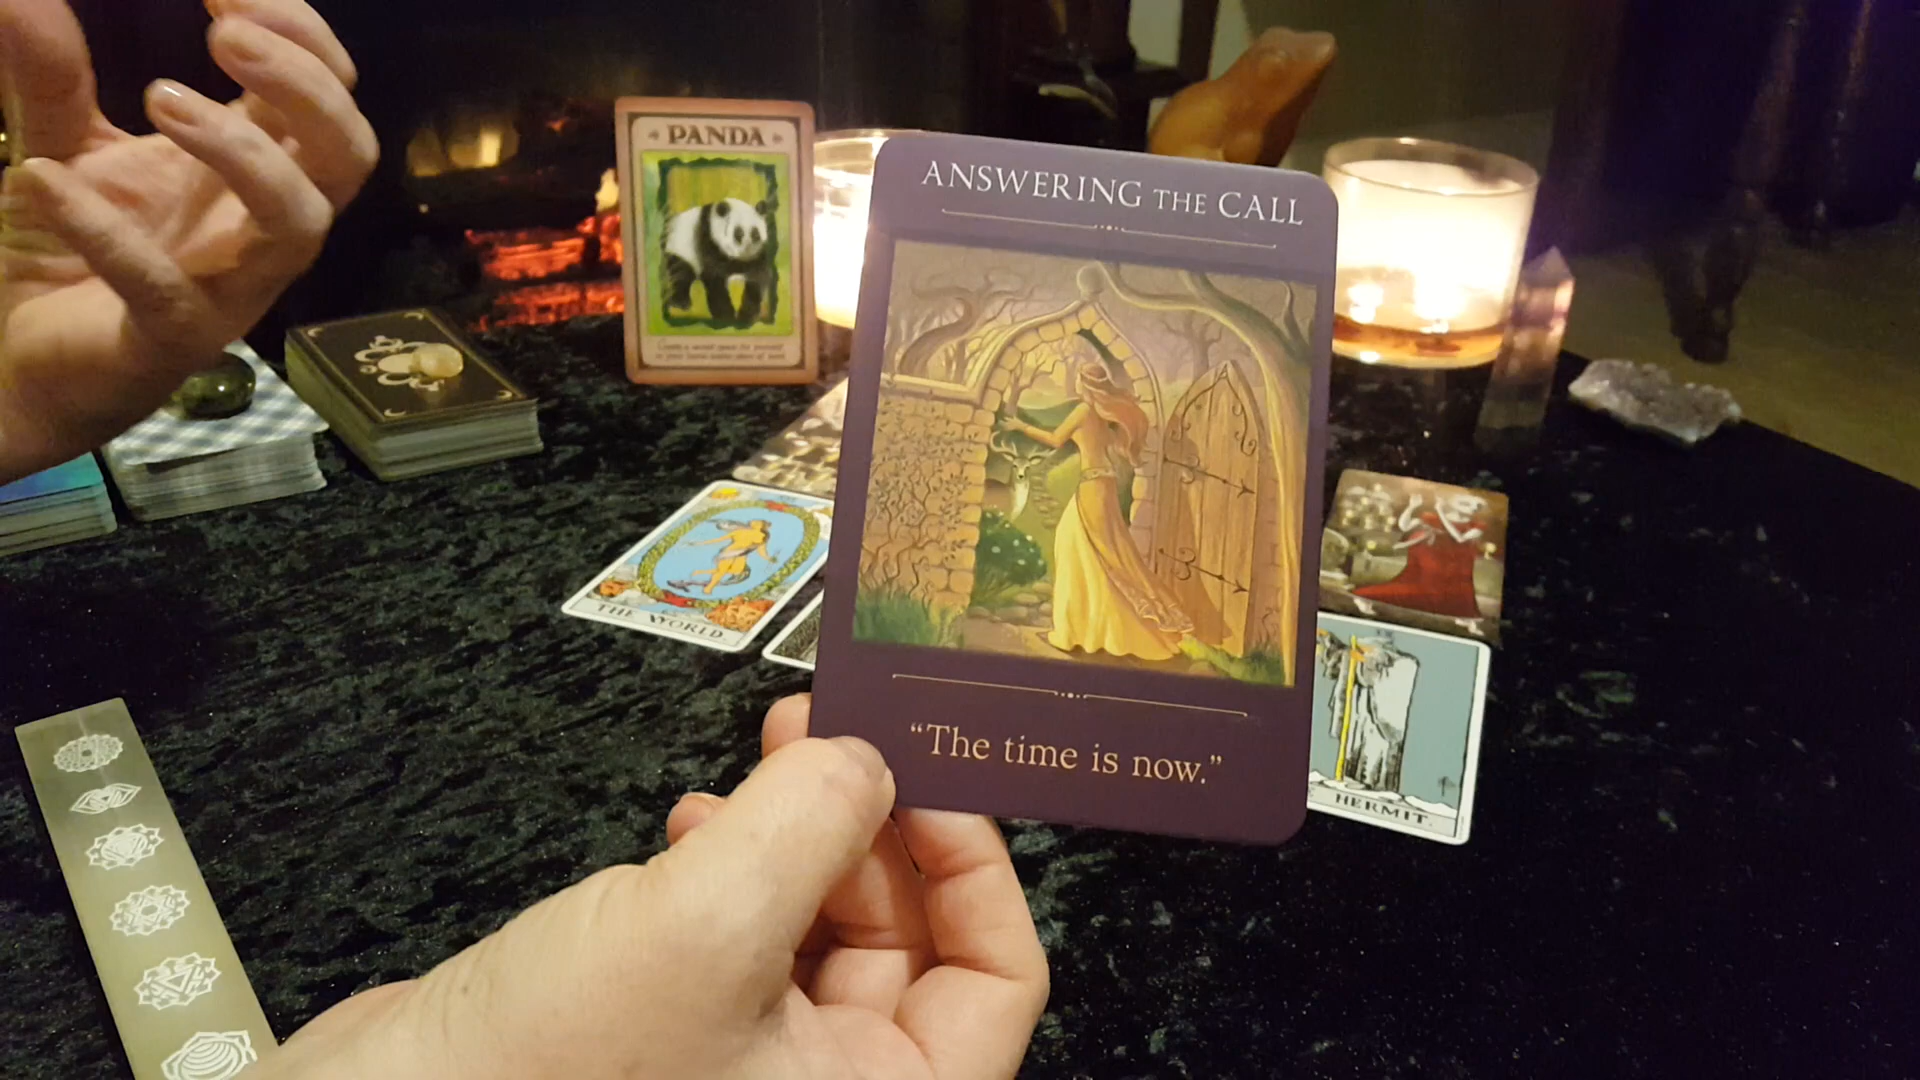 PANDA
ANSWERING THE CALL
THE WORLD.
"The time is now."
HERMIT.